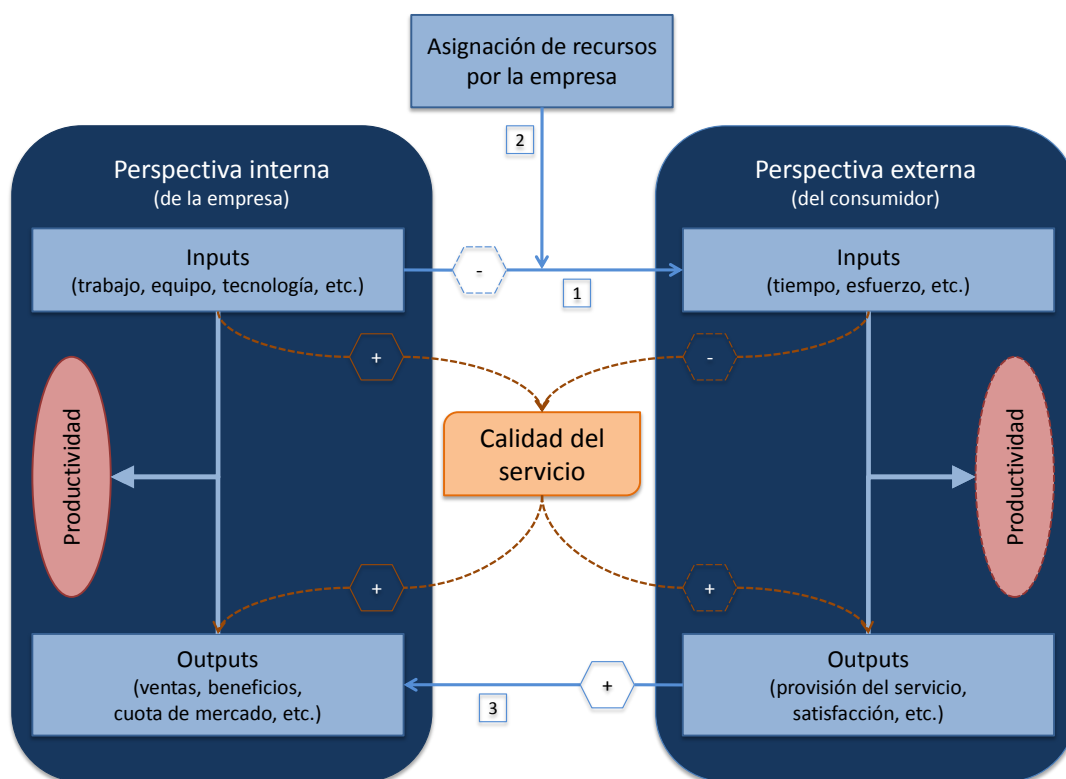 Asignación de recursos
por la empresa
2
Perspectiva interna
(de la empresa)
Perspectiva externa
(del consumidor)
Inputs
(trabajo, equipo, tecnología, etc.)
-
1
Inputs
(tiempo, esfuerzo, etc.)
+
-
Calidad del
servicio
Productividad
Productividad
+
+
Outputs
(ventas, beneficios,
cuota de mercado, etc.)
3
+
Outputs
(provisión del servicio,
satisfacción, etc.)